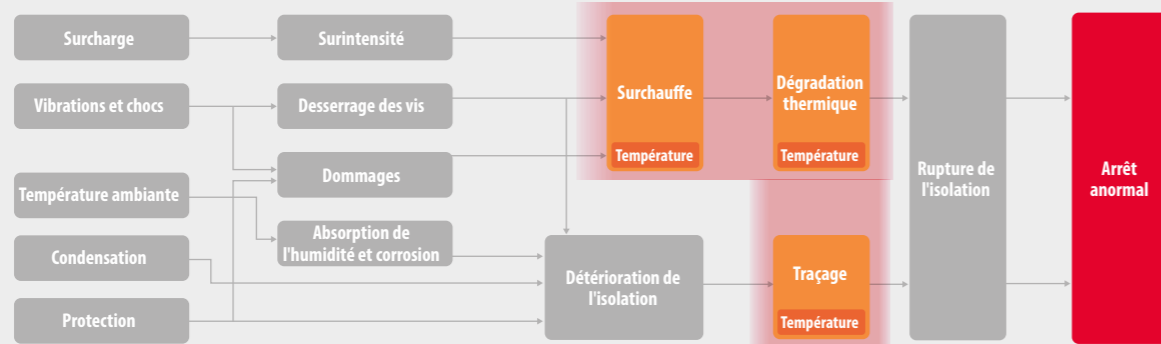 Surcharge
Surintensité
Vibrations et chocs
Desserrage des vis
Surchauffe
Température
Dégradation
thermique
Température
Dommages
Température ambiante
Absorption de
l'humidité et corrosion
Condensation
Protection
Détérioration de
l'isolation
Traçage
Température
Rupture de
l'isolation
Arrêt
anormal